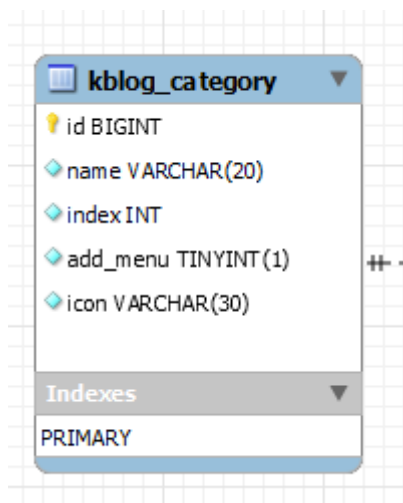 kblog_category
id BIGINT
name VARCHAR(20)
index INT
add_menu TINYINT(1)
icon VARCHAR(30)
Indexes
PRIMARY